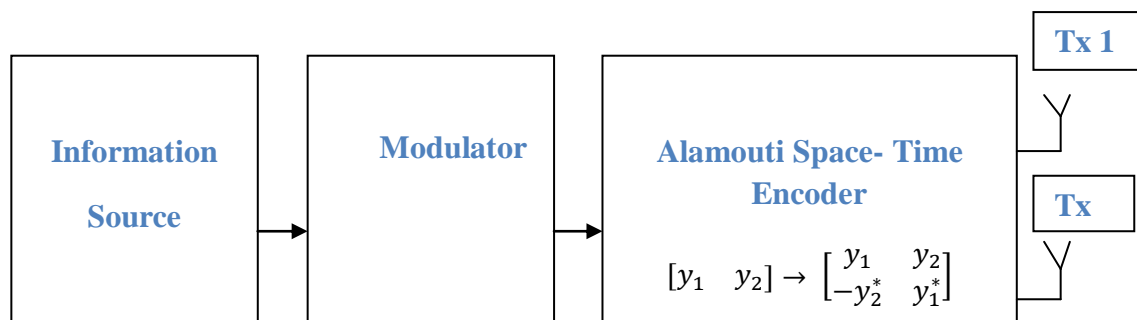 Information
Source
Modulator
Alamouti Space- Time
Encoder
[y₁ y₂] → [y₁ y₂
−y₂* y₁*]
Tx 1
Tx